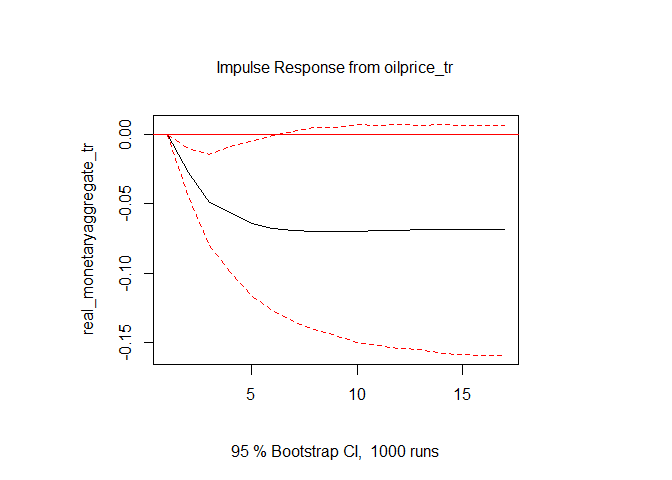 Impulse Response from oilprice_tr
real_monetaryaggregate_tr
0.00
-0.05
-0.10
-0.15
5
10
15
95 % Bootstrap CI,  1000 runs